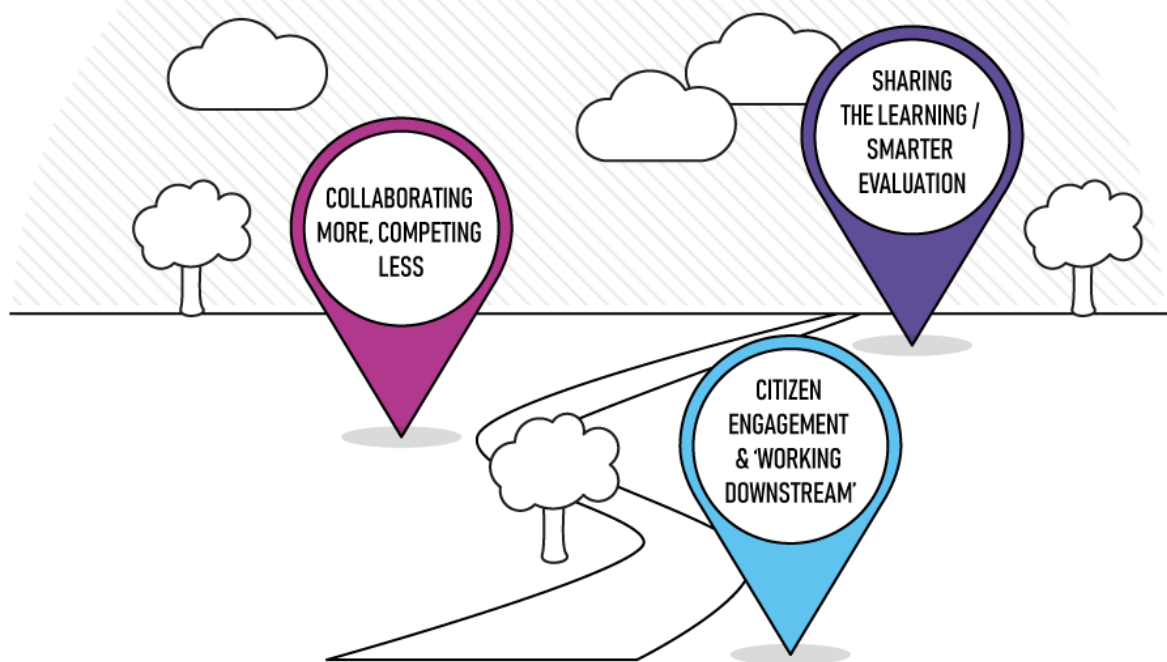 COLLABORATING
MORE, COMPETING
LESS
SHARING
THE LEARNING /
SMARTER
EVALUATION
CITIZEN
ENGAGEMENT
& ‘WORKING
DOWNSTREAM’